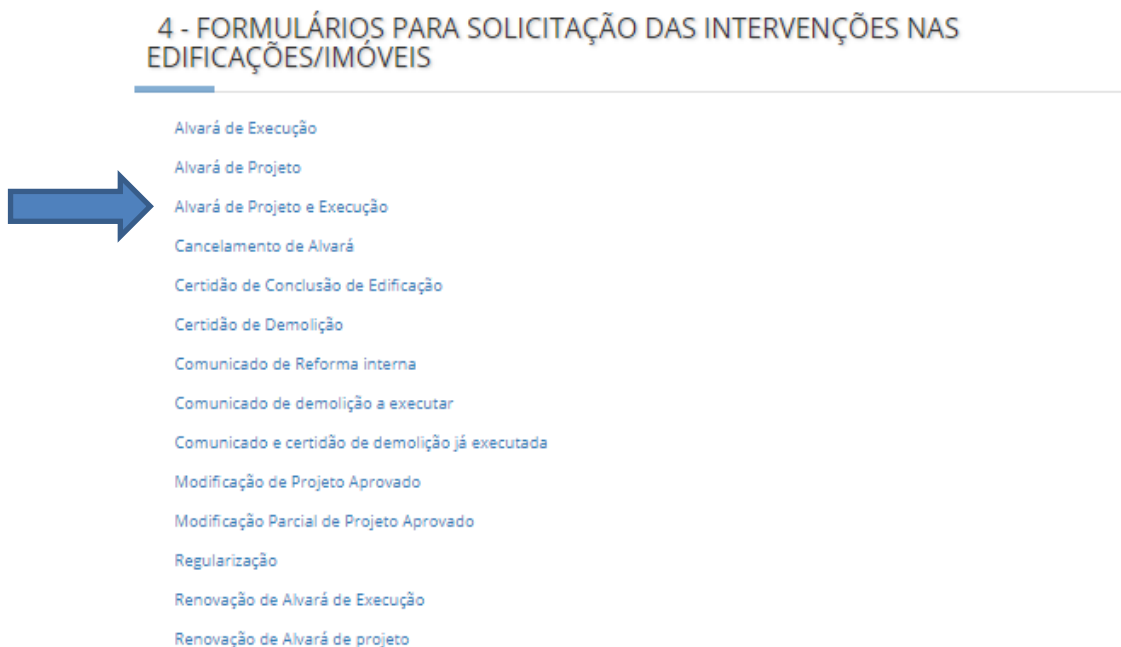 4 - FORMULÁRIOS PARA SOLICITAÇÃO DAS INTERVENÇÕES NAS
EDIFICAÇÕES/IMÓVEIS
Alvará de Execução
Alvará de Projeto
Alvará de Projeto e Execução
Cancelamento de Alvará
Certidão de Conclusão de Edificação
Certidão de Demolição
Comunicado de Reforma interna
Comunicado de demolição a executar
Comunicado e certidão de demolição já executada
Modificação de Projeto Aprovado
Modificação Parcial de Projeto Aprovado
Regularização
Renovação de Alvará de Execução
Renovação de Alvará de projeto